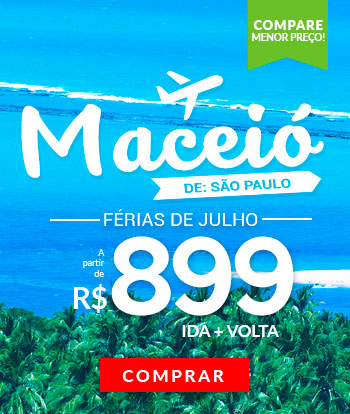 COMPARE
MENOR PREÇO!
Maceió
DE: SÃO PAULO
FÉRIAS DE JULHO
A
partir
de
R$899
IDA + VOLTA
COMPRAR